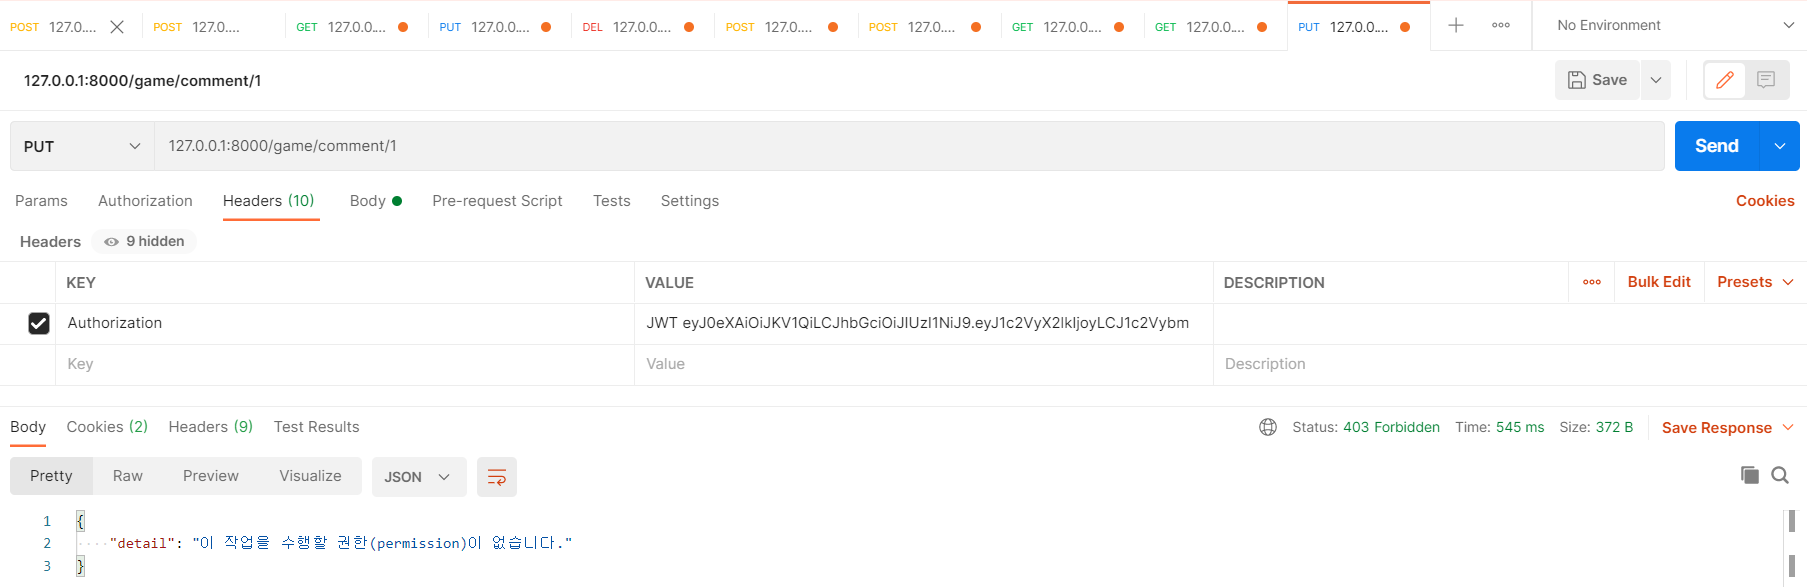 POST 127.0.... POST 127.0.... GET 127.0.0.... PUT 127.0.0.... DEL 127.0.0.... POST 127.0.... POST 127.0.... GET 127.0.0.... GET 127.0.0.... PUT 127.0.0.... No Environment
127.0.0.1:8000/game/comment/1 Save
PUT 127.0.0.1:8000/game/comment/1 Send
Params Authorization Headers (10) Body Pre-request Script Tests Settings Cookies
Headers 9 hidden
KEY VALUE DESCRIPTION Bulk Edit Presets
Authorization JWT eyJ0eXAiOiJKV1QiLCJhbGciOiJIUzI1NiJ9.eyJ1c2VyX2lkIjoyLCJ1c2Vybm
Key Value Description
Body Cookies (2) Headers (9) Test Results Status: 403 Forbidden Time: 545 ms Size: 372 B Save Response
Pretty Raw Preview Visualize JSON
1 {
2 "detail": "이 작업을 수행할 권한(permission)이 없습니다."
3 }